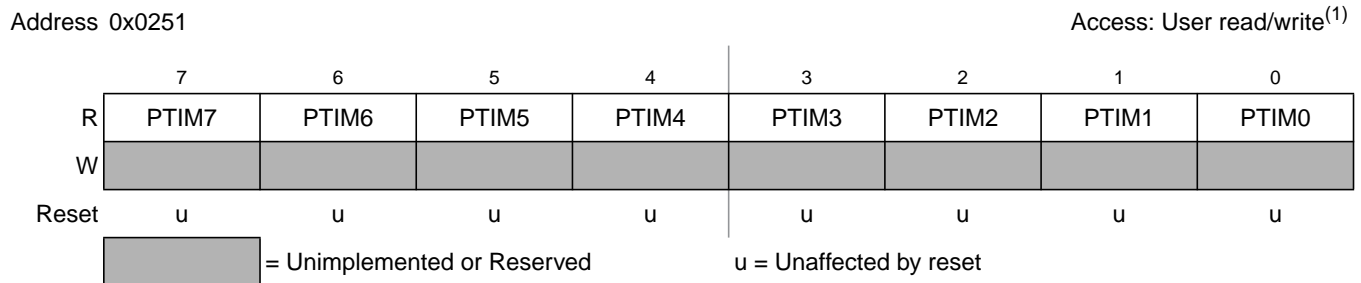 Address 0x0251 Access: User read/write(1)
7 6 5 4 3 2 1 0
R PTIM7 PTIM6 PTIM5 PTIM4 PTIM3 PTIM2 PTIM1 PTIM0
W
Reset u u u u u u u u
= Unimplemented or Reserved u = Unaffected by reset